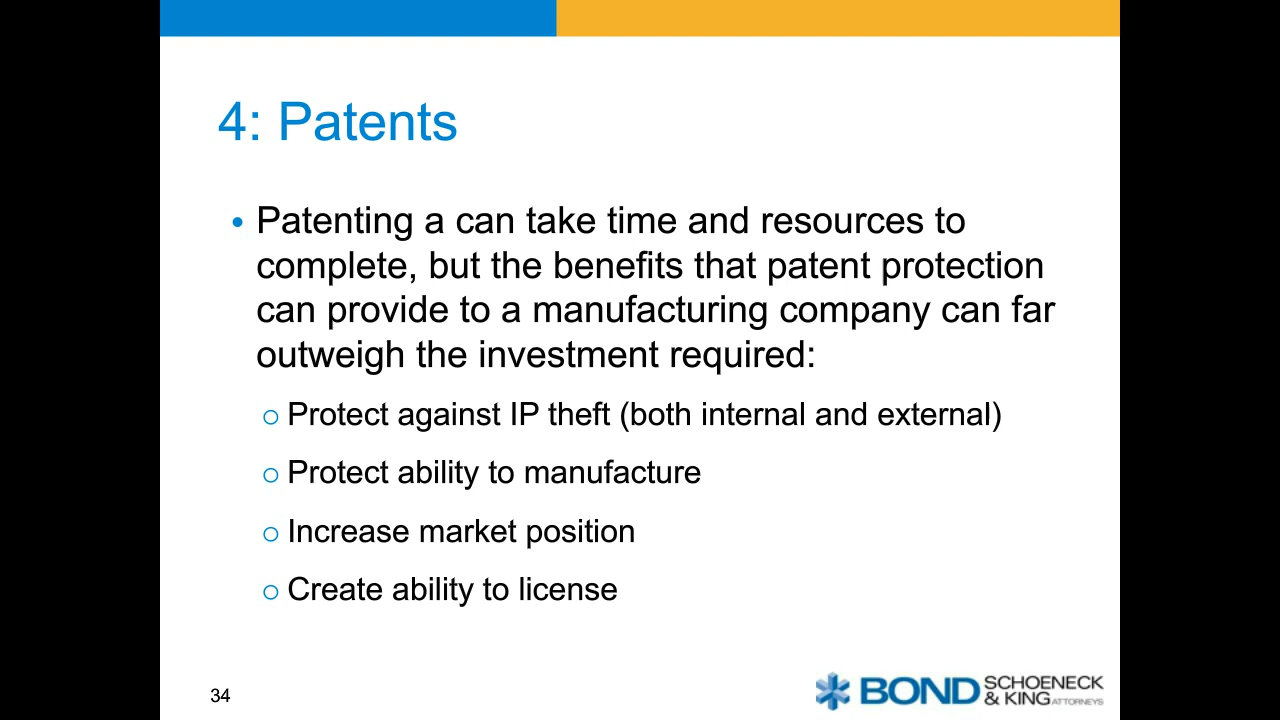 4: Patents
• Patenting a can take time and resources to
complete, but the benefits that patent protection
can provide to a manufacturing company can far
outweigh the investment required:
○ Protect against IP theft (both internal and external)
○ Protect ability to manufacture
○ Increase market position
○ Create ability to license
34
BOND SCHOENECK
& KING ATTORNEYS